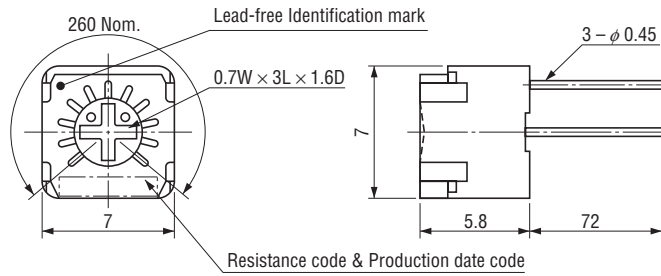 Lead-free Identification mark
260 Nom.
3 – φ 0.45
0.7W × 3L × 1.6D
7
7
5.8
72
Resistance code & Production date code